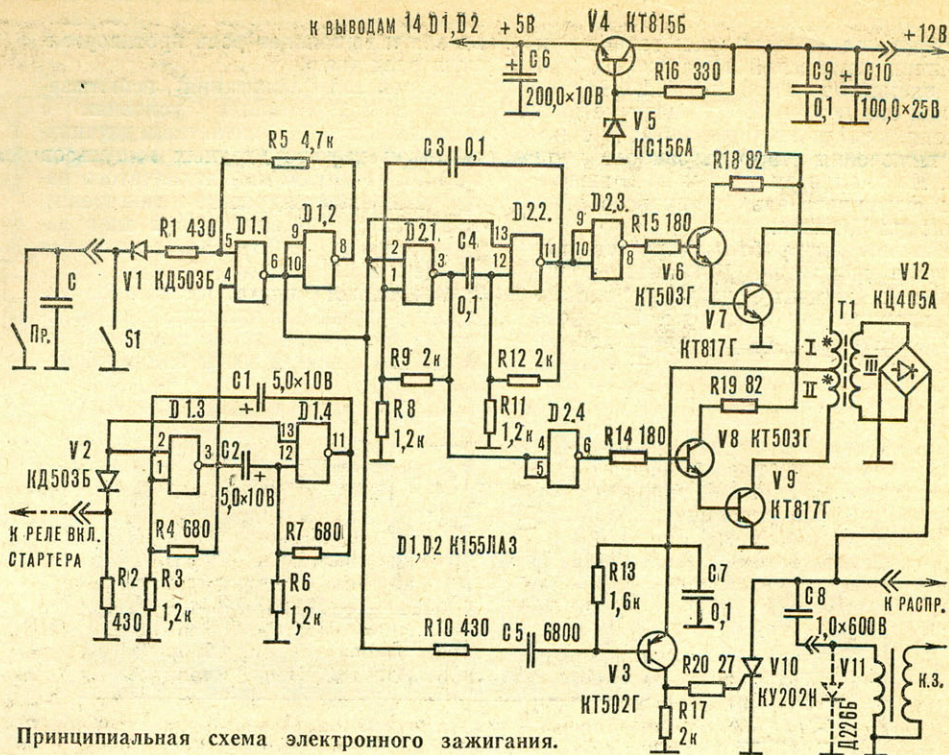 К ВЫВОДАМ 14 D1, D2
+5В
V4 КТ815Б
+12В
C6
200,0×10В
R16 330
V5
КС156А
C9
0,1
C10
100,0×25В
R5 4,7к
C3 0,1
R18 82
R1 430
D1.1
D1,2
D2.1
C4
0,1
D2.2.
D2.3.
R15 180
V.6
КТ503Г
V7
КТ817Г
V12
КЦ405А
T1
I
II
III
V1 КД503Б
C
Пр.
S1
5
4
6
9
10
8
2
1
3
13
12
11
9
10
8
R9 2к
R12 2к
R8
1,2к
R11
1,2к
D2.4
4
5
6
R14 180
R19 82
V8 КТ503Г
V9
КТ817Г
C1
5,0×10В
D1.3
D1.4
V2
КД503Б
2
1
3
C2
5,0×10В
13
12
11
К РЕЛЕ ВКЛ.
СТАРТЕРА
R4 680
R7 680
R2
430
R3
1,2к
R6
1,2к
D1,D2 К155ЛА3
R13
1,6к
C7
0,1
R10 430
C5 6800
V3
КТ502Г
R20 27
R17
2к
V10
КУ202Н
C8
1,0×600В
К РАСПР.
V11
Д226Б
К.З.
Принципиальная схема электронного зажигания.